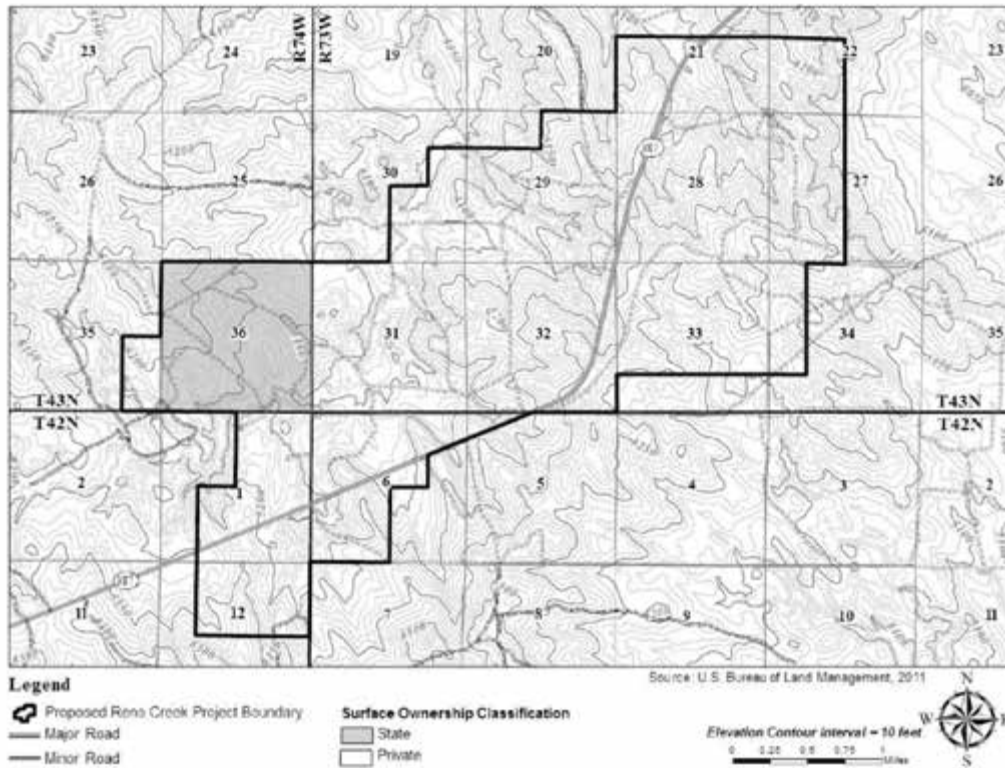 23
24
R74W
R73W
19
20
21
22
23
26
25
30
29
28
27
26
35
36
31
32
33
34
35
T43N
T42N
T43N
T42N
2
1
6
5
4
3
2
11
12
7
8
9
10
11
Legend
Proposed Reno Creek Project Boundary
Major Road
Minor Road
Surface Ownership Classification
State
Private
Source: U.S. Bureau of Land Management, 2011
Elevation Contour interval = 10 feet
0 0.25 0.5 0.75 1
Miles
N
W E
S